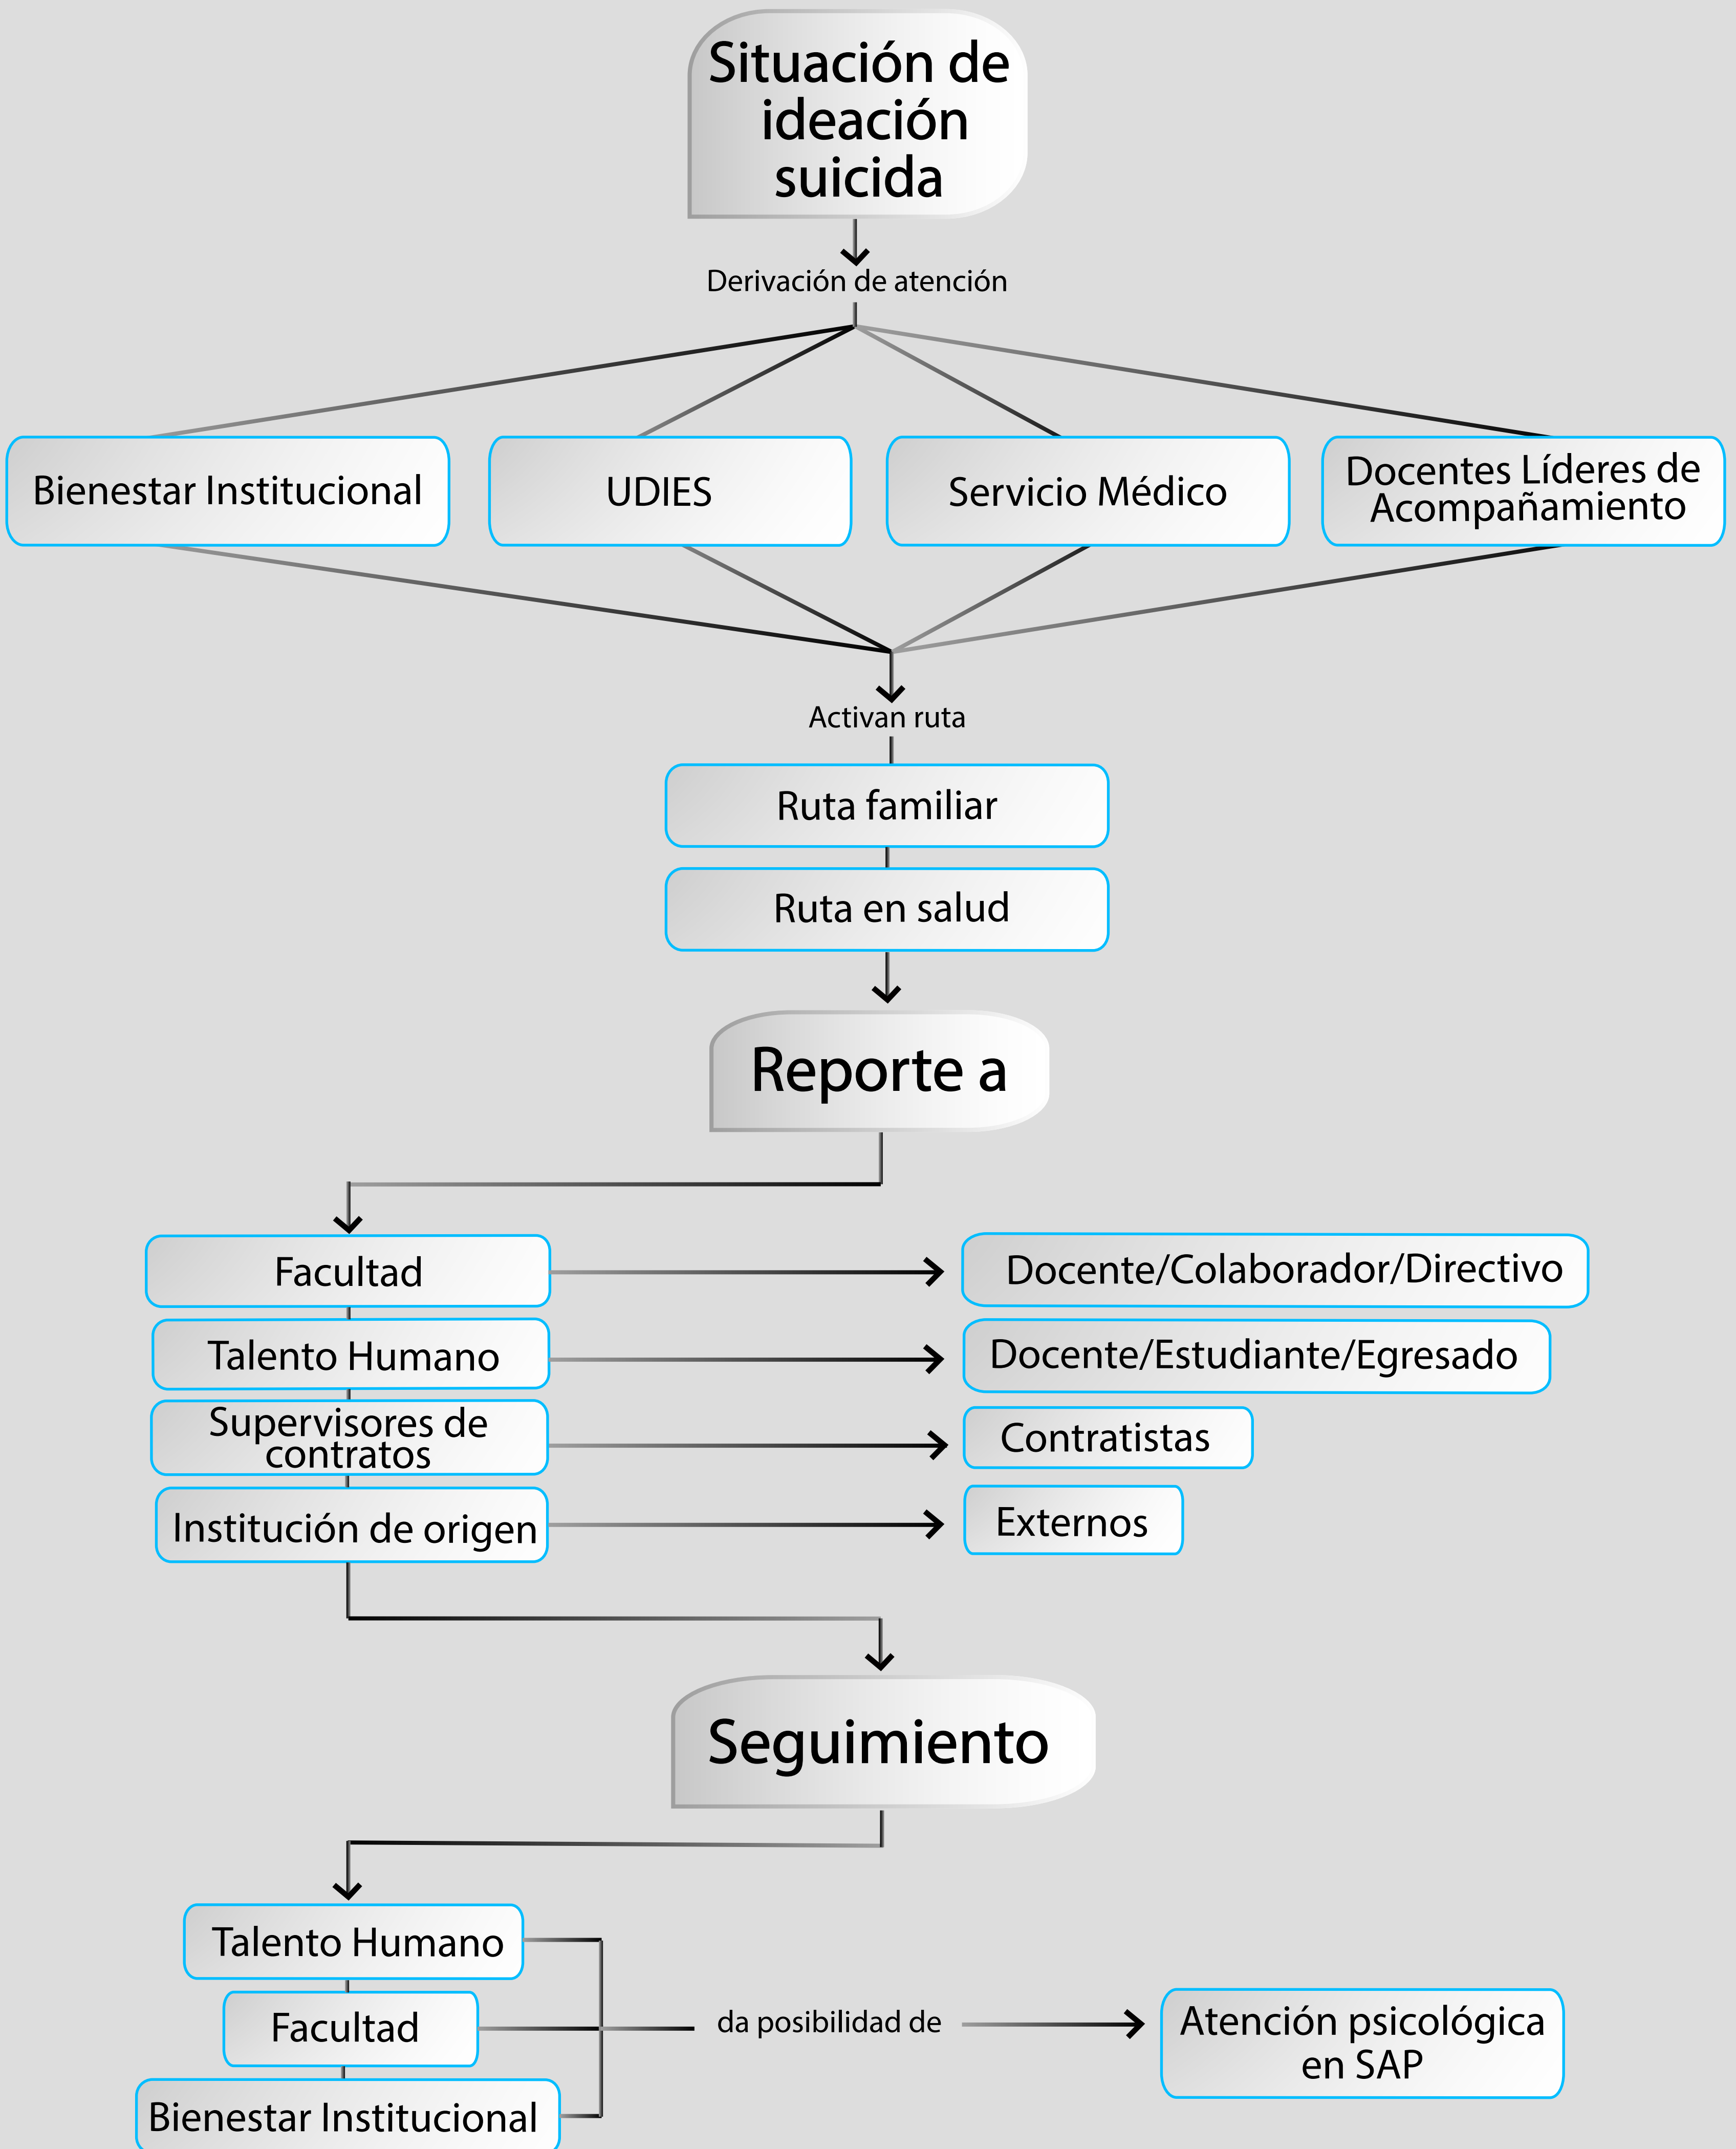 Situación de
ideación
suicida
Derivación de atención
Bienestar Institucional
UDIES
Servicio Médico
Docentes Líderes de
Acompañamiento
Activan ruta
Ruta familiar
Ruta en salud
Reporte a
Facultad
Docente/Colaborador/Directivo
Talento Humano
Docente/Estudiante/Egresado
Supervisores de
contratos
Contratistas
Institución de origen
Externos
Seguimiento
Talento Humano
Facultad
da posibilidad de
Atención psicológica
en SAP
Bienestar Institucional